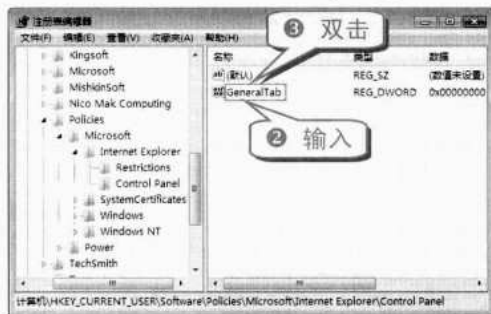 注册表编辑器
文件(F) 编辑(E) 查看(V) 收藏夹(A) 帮助(H)
❸ 双击
Kingsoft
Microsoft
MishkinSoft
Nico Mak Computing
Policies
Microsoft
Internet Explorer
Restrictions
Control Panel
SystemCertificates
Windows
Windows NT
Power
TechSmith
名称 类型 数据
ab (默认) REG_SZ (数值未设置)
GeneralTab REG_DWORD 0x00000000
❷ 输入
计算机\HKEY_CURRENT_USER\Software\Policies\Microsoft\Internet Explorer\Control Panel